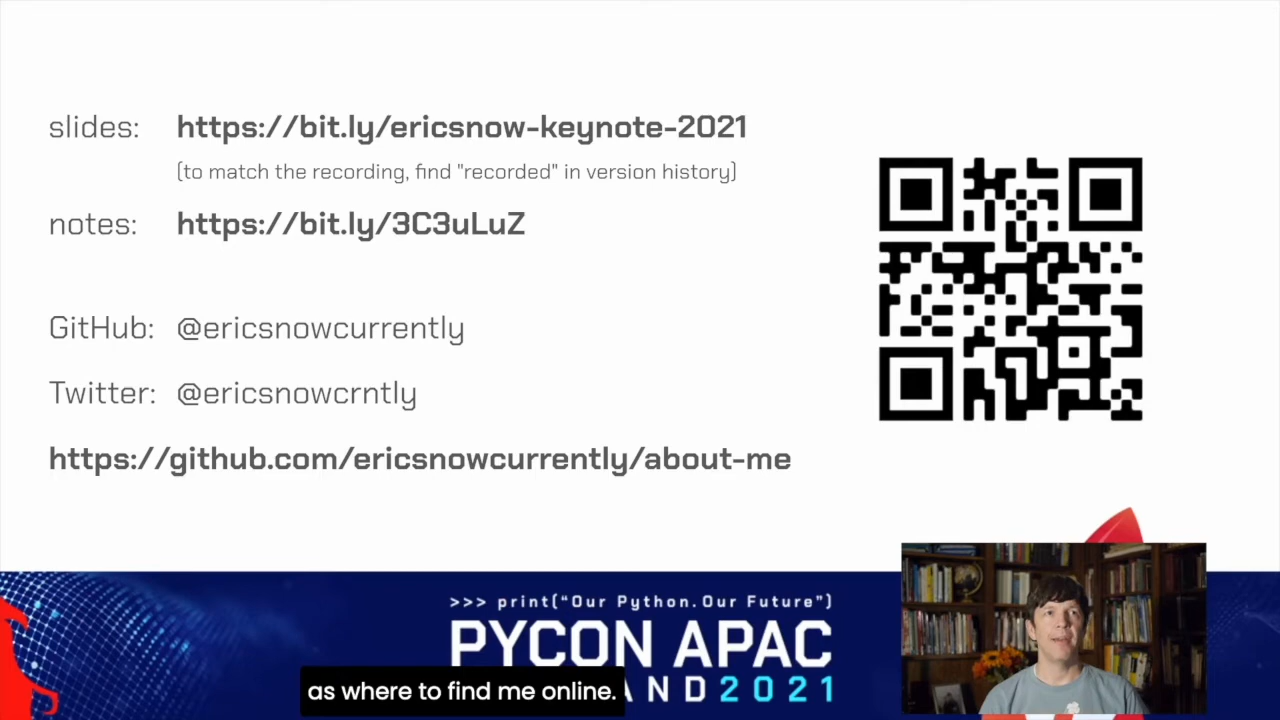 slides: https://bit.ly/ericsnow-keynote-2021
(to match the recording, find "recorded" in version history)
notes: https://bit.ly/3C3uLuZ
GitHub: @ericsnowcurrently
Twitter: @ericsnowcrntly
https://github.com/ericsnowcurrently/about-me
>>> print(“Our Python.Our Future”)
PYCON APAC
AND 2021
as where to find me online.